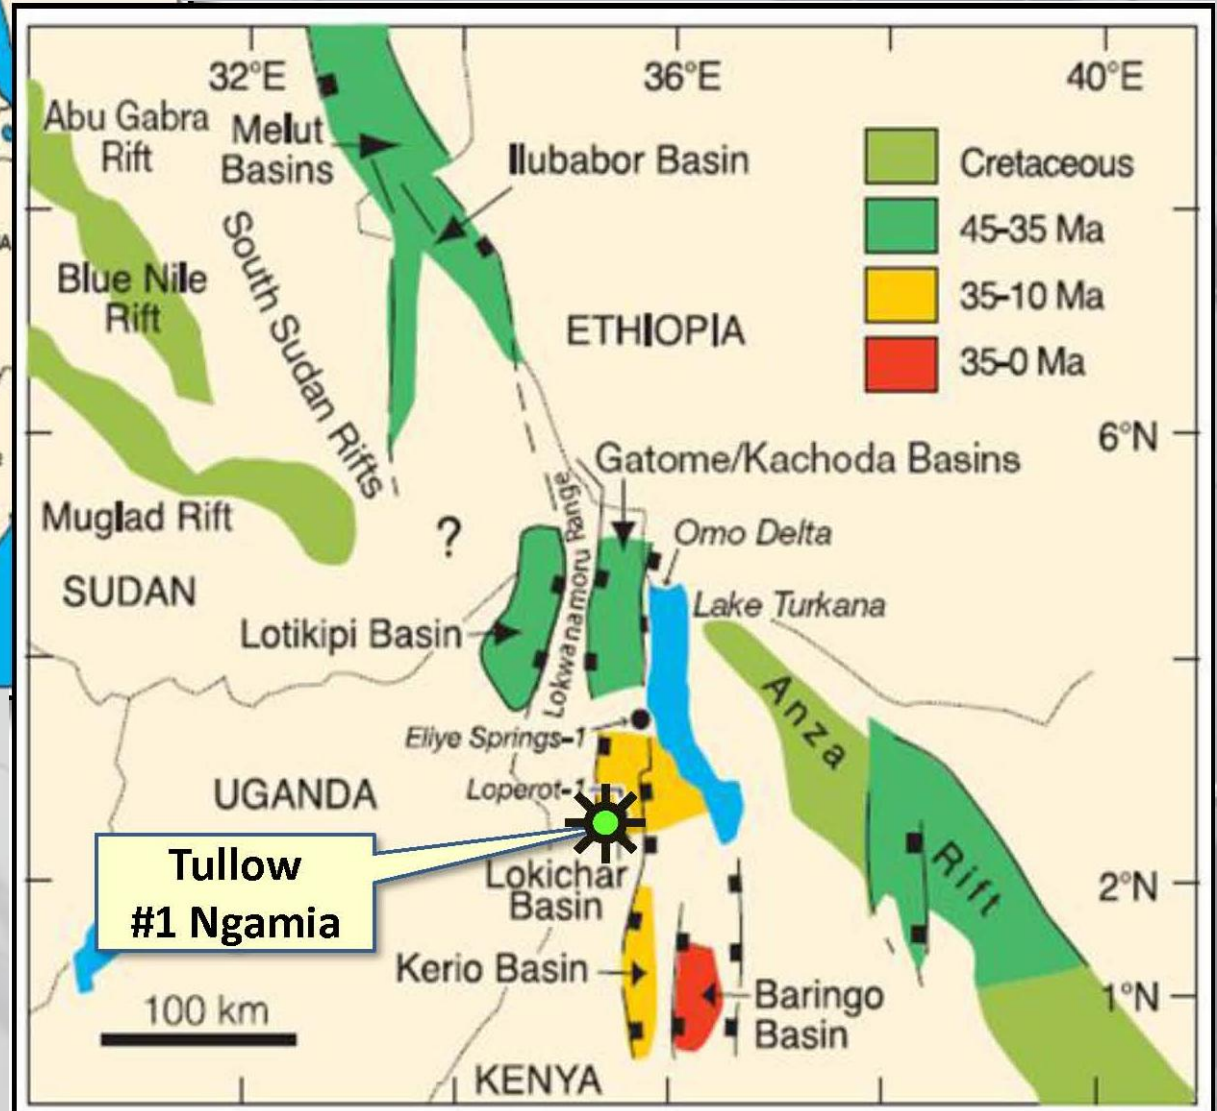 32°E
36°E
40°E
Abu Gabra
Rift
Melut
Basins
Ilubabor Basin
Cretaceous
45-35 Ma
35-10 Ma
35-0 Ma
South Sudan Rifts
Blue Nile
Rift
ETHIOPIA
6°N
Gatome/Kachoda Basins
Muglad Rift
?
Lokwanamoru Range
Omo Delta
SUDAN
Lake Turkana
Lotikipi Basin
Anza
Eliye Springs-1
UGANDA
Loperot-1
Tullow
#1 Ngamia
Lokichar
Basin
Rift
2°N
Kerio Basin
Baringo
Basin
1°N
100 km
KENYA